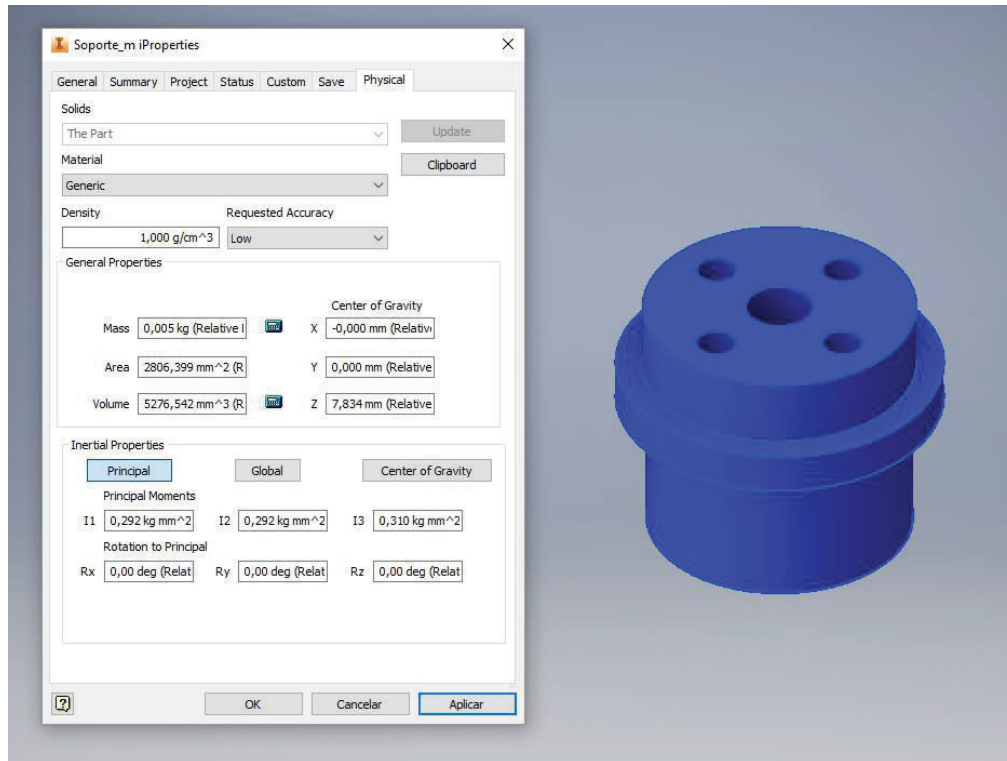 Soporte_m iProperties
General Summary Project Status Custom Save Physical
Solids
The Part Update
Material Clipboard
Generic
Density Requested Accuracy
1,000 g/cm^3 Low
General Properties
Center of Gravity
Mass 0,005 kg (Relative l X -0,000 mm (Relativ
Area 2806,399 mm^2 (R Y 0,000 mm (Relative
Volume 5276,542 mm^3 (R Z 7,834 mm (Relative
Inertial Properties
Principal Global Center of Gravity
Principal Moments
I1 0,292 kg mm^2 I2 0,292 kg mm^2 I3 0,310 kg mm^2
Rotation to Principal
Rx 0,00 deg (Relat Ry 0,00 deg (Relat Rz 0,00 deg (Relat
? OK Cancelar Aplicar